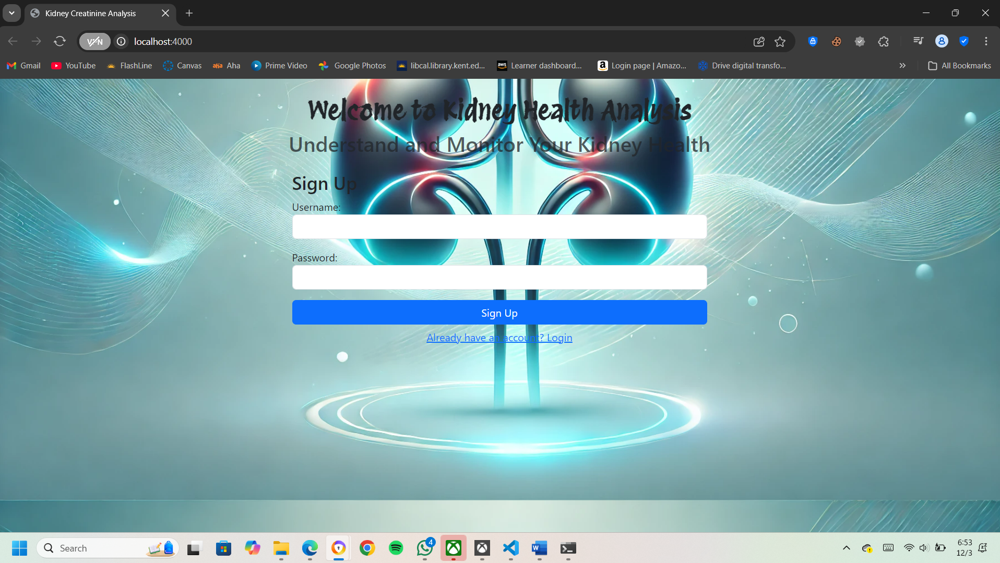 Kidney Creatinine Analysis
VPN
localhost:4000
Gmail
YouTube
FlashLine
Canvas
aha Aha
Prime Video
Google Photos
libcal.library.kent.ed...
aws Learner dashboard...
a Login page | Amazo...
Drive digital transfo...
All Bookmarks
Welcome to Kidney Health Analysis
Understand and Monitor Your Kidney Health
Sign Up
Username:
Password:
Sign Up
Already have an account? Login
Search
4
W
6:53
12/3